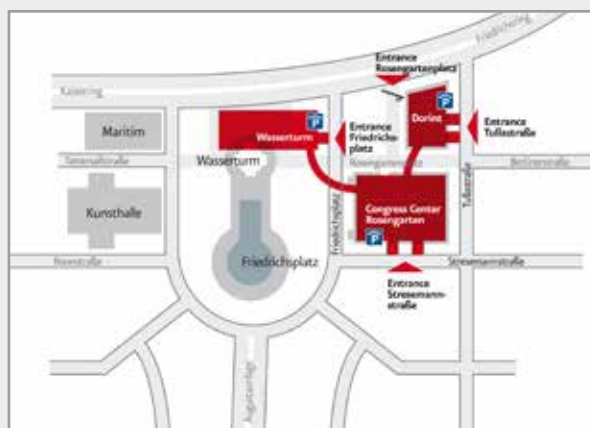 Friedrichsring
Entrance
Rosengartenplatz
Kaiserring
P
Dorint
Entrance
Tullastraße
P
Maritim
Wasserturm
Entrance
Friedrichs-
platz
Wasserturm
Rosengartenplatz
Berlinerstraße
Tullastraße
Kunsthalle
Friedrichsplatz
Congress Center
Rosengarten
P
Friedrichsplatz
Stresemannstraße
Entrance
Stresemann-
straße
Augustaanlage